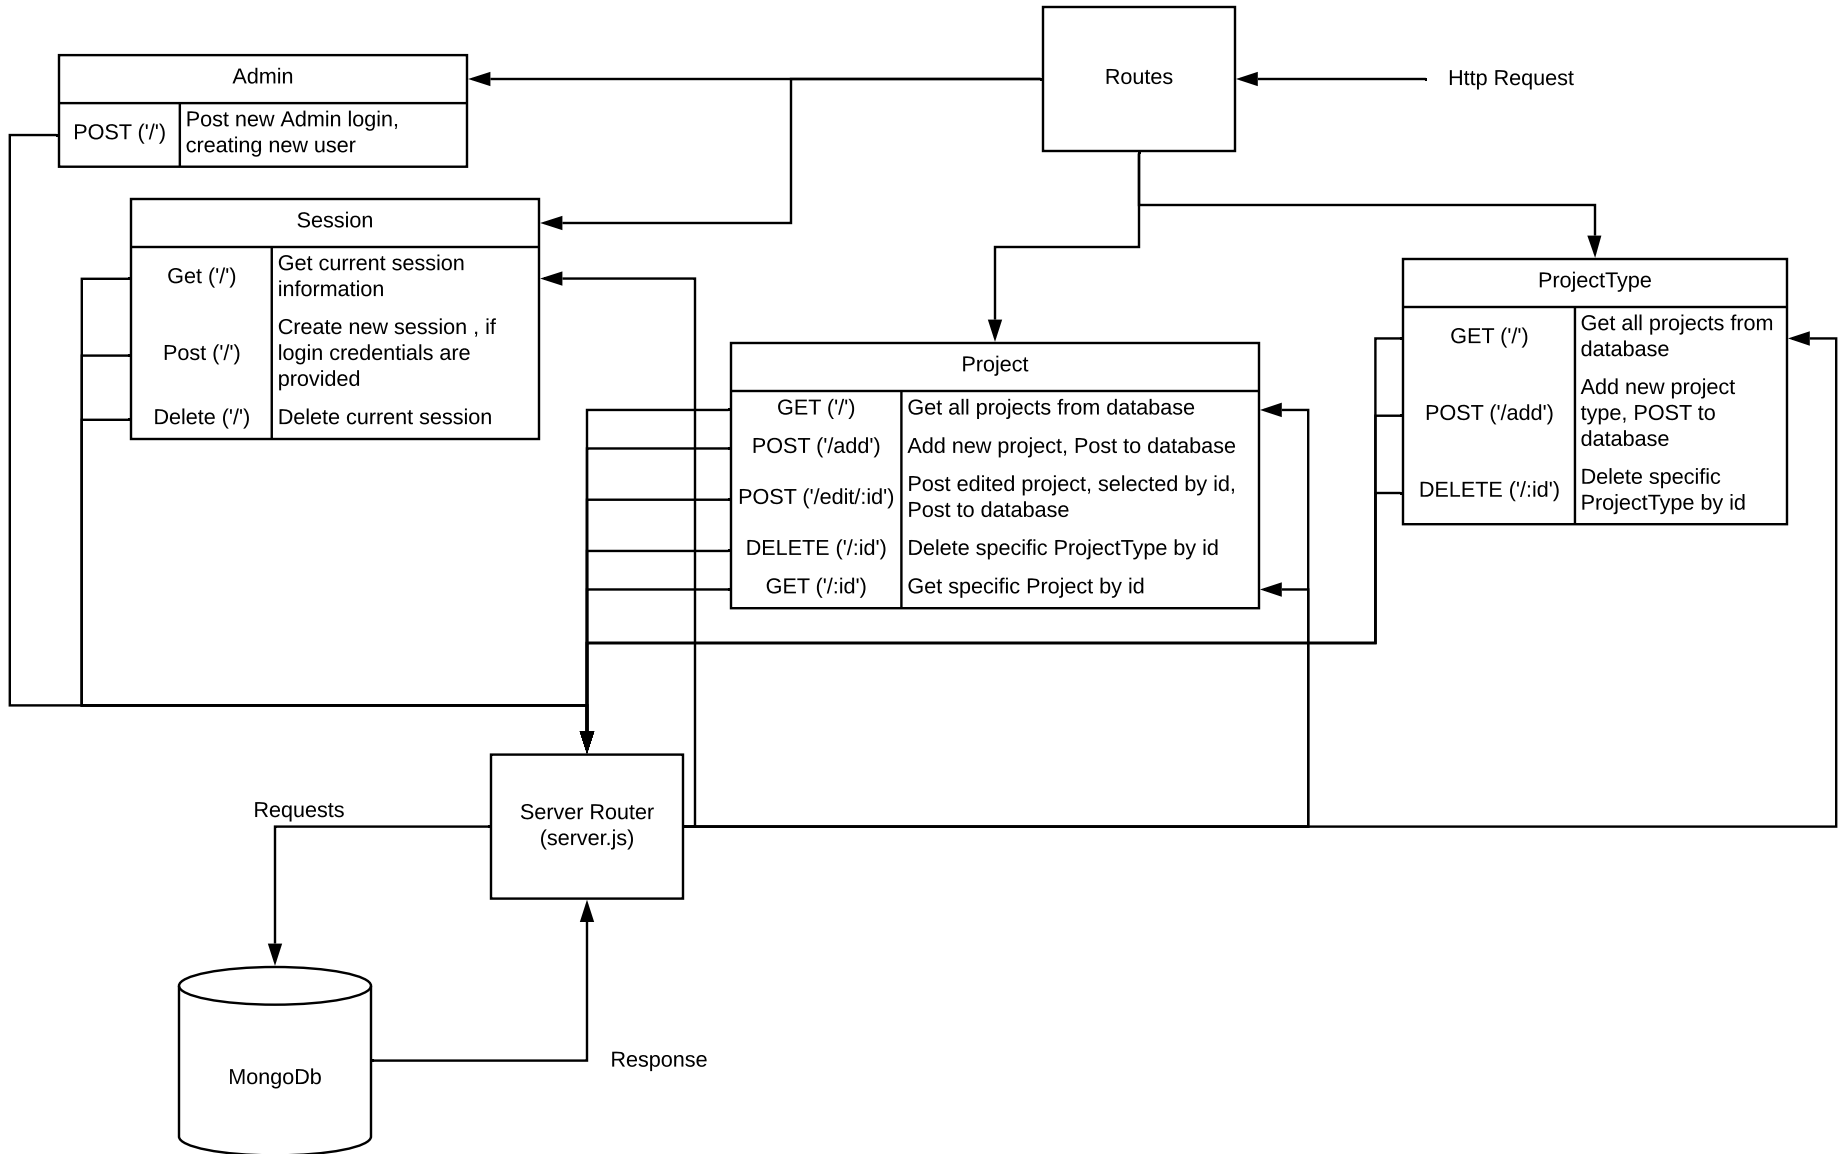 Routes
Http Request
Admin
POST ('/')
Post new Admin login,
creating new user
Session
Get ('/')
Get current session
information
Post ('/')
Create new session , if
login credentials are
provided
Delete ('/')
Delete current session
ProjectType
GET ('/')
Get all projects from
database
POST ('/add')
Add new project
type, POST to
database
DELETE ('/:id')
Delete specific
ProjectType by id
Project
GET ('/')
Get all projects from database
POST ('/add')
Add new project, Post to database
POST ('/edit/:id')
Post edited project, selected by id,
Post to database
DELETE ('/:id')
Delete specific ProjectType by id
GET ('/:id')
Get specific Project by id
Requests
Server Router
(server.js)
MongoDb
Response